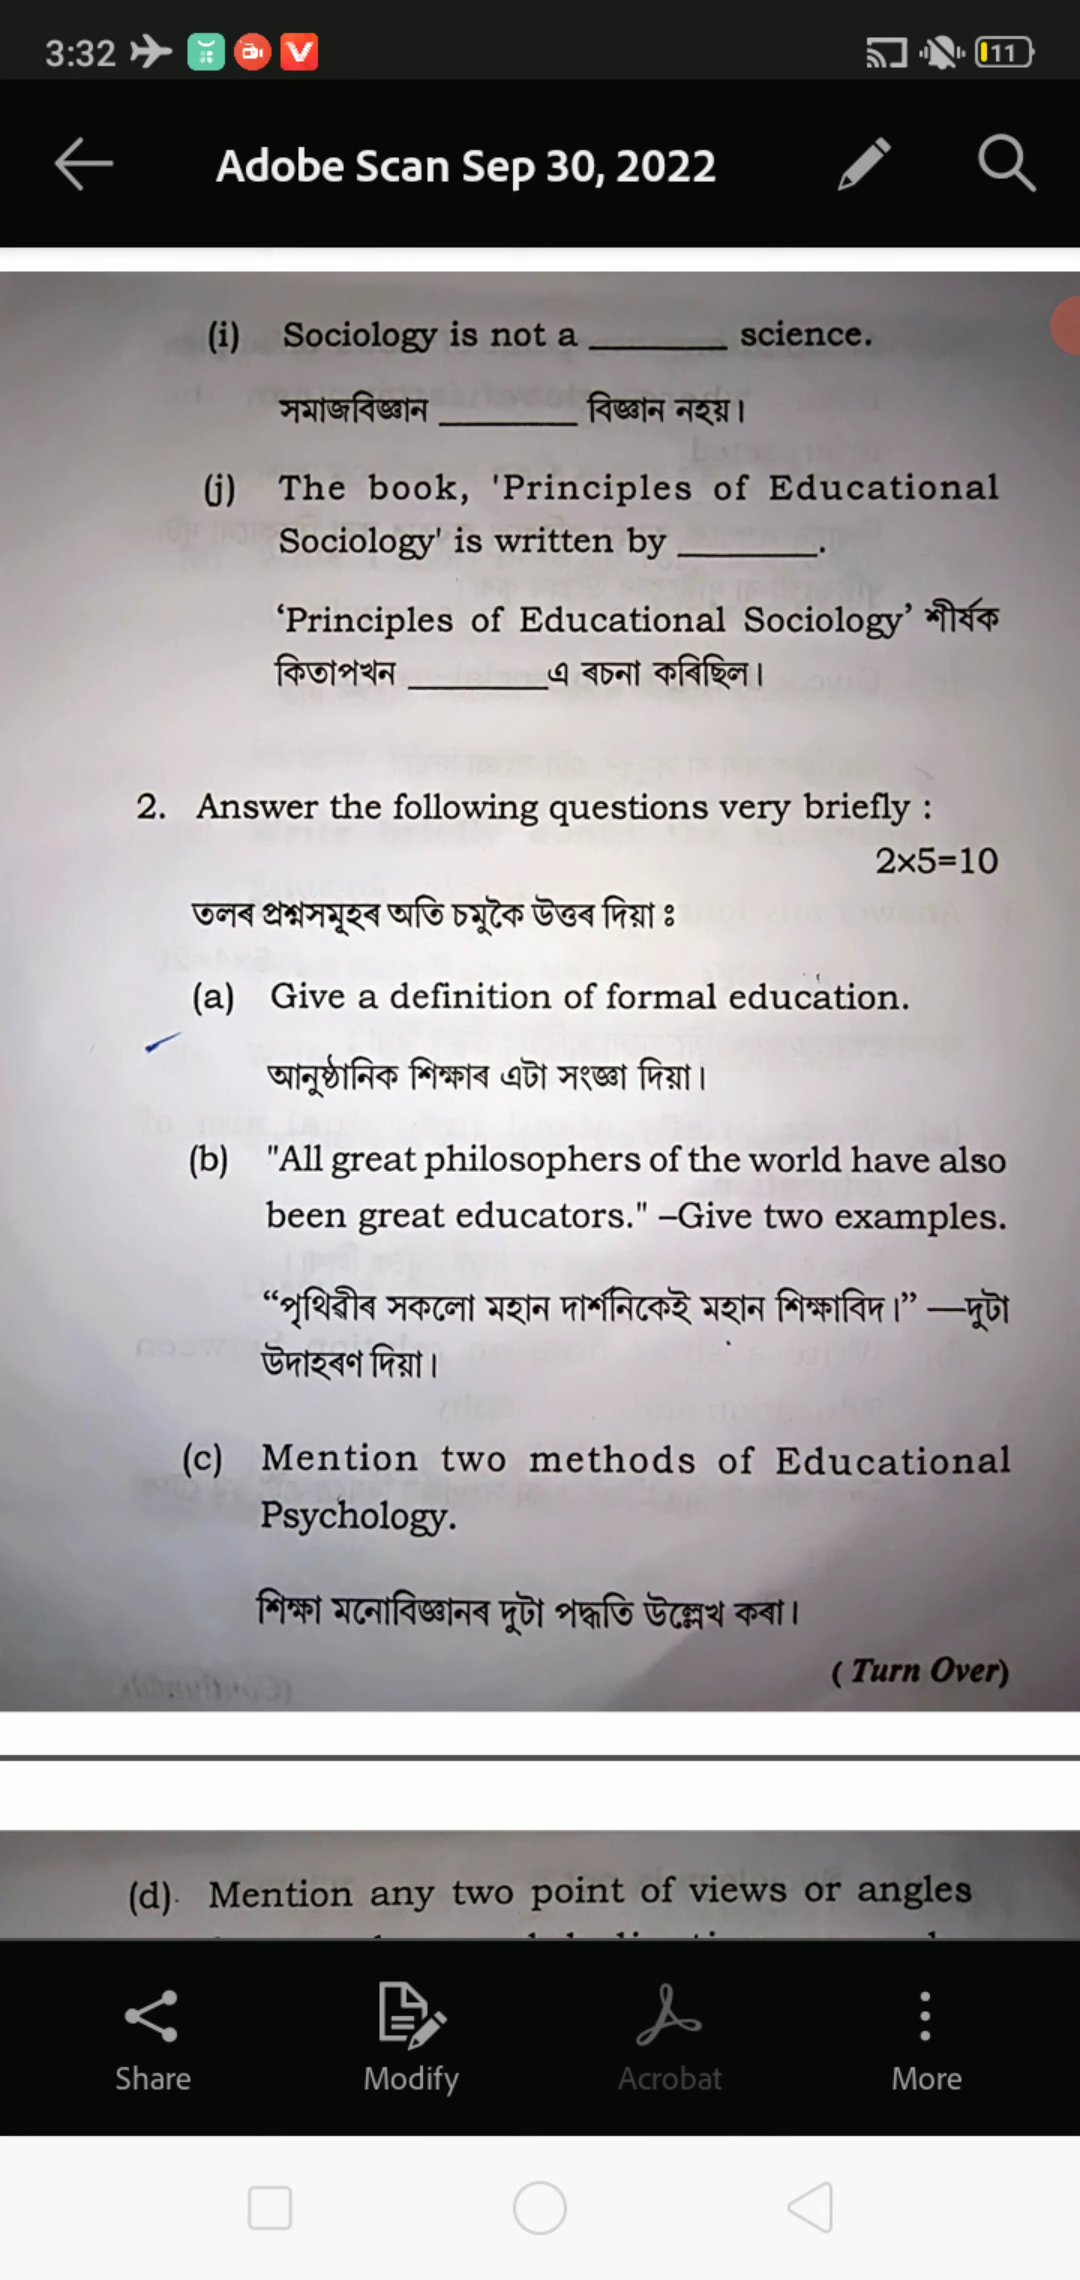 3:32
11
Adobe Scan Sep 30, 2022
(i) Sociology is not a ________ science.
সমাজবিজ্ঞান ________ বিজ্ঞান নহয়।
(j) The book, 'Principles of Educational
Sociology' is written by ________.
‘Principles of Educational Sociology’ শীৰ্ষক
কিতাপখন ________এ ৰচনা কৰিছিল।
2. Answer the following questions very briefly :
2×5=10
তলৰ প্ৰশ্নসমূহৰ অতি চমুকৈ উত্তৰ দিয়াঃ
(a) Give a definition of formal education.
আনুষ্ঠানিক শিক্ষাৰ এটা সংজ্ঞা দিয়া।
(b) "All great philosophers of the world have also
been great educators." –Give two examples.
“পৃথিৱীৰ সকলো মহান দাৰ্শনিকেই মহান শিক্ষাবিদ।” —দুটা
উদাহৰণ দিয়া।
(c) Mention two methods of Educational
Psychology.
শিক্ষা মনোবিজ্ঞানৰ দুটা পদ্ধতি উল্লেখ কৰা।
( Turn Over)
(d) Mention any two point of views or angles
Share Modify Acrobat More